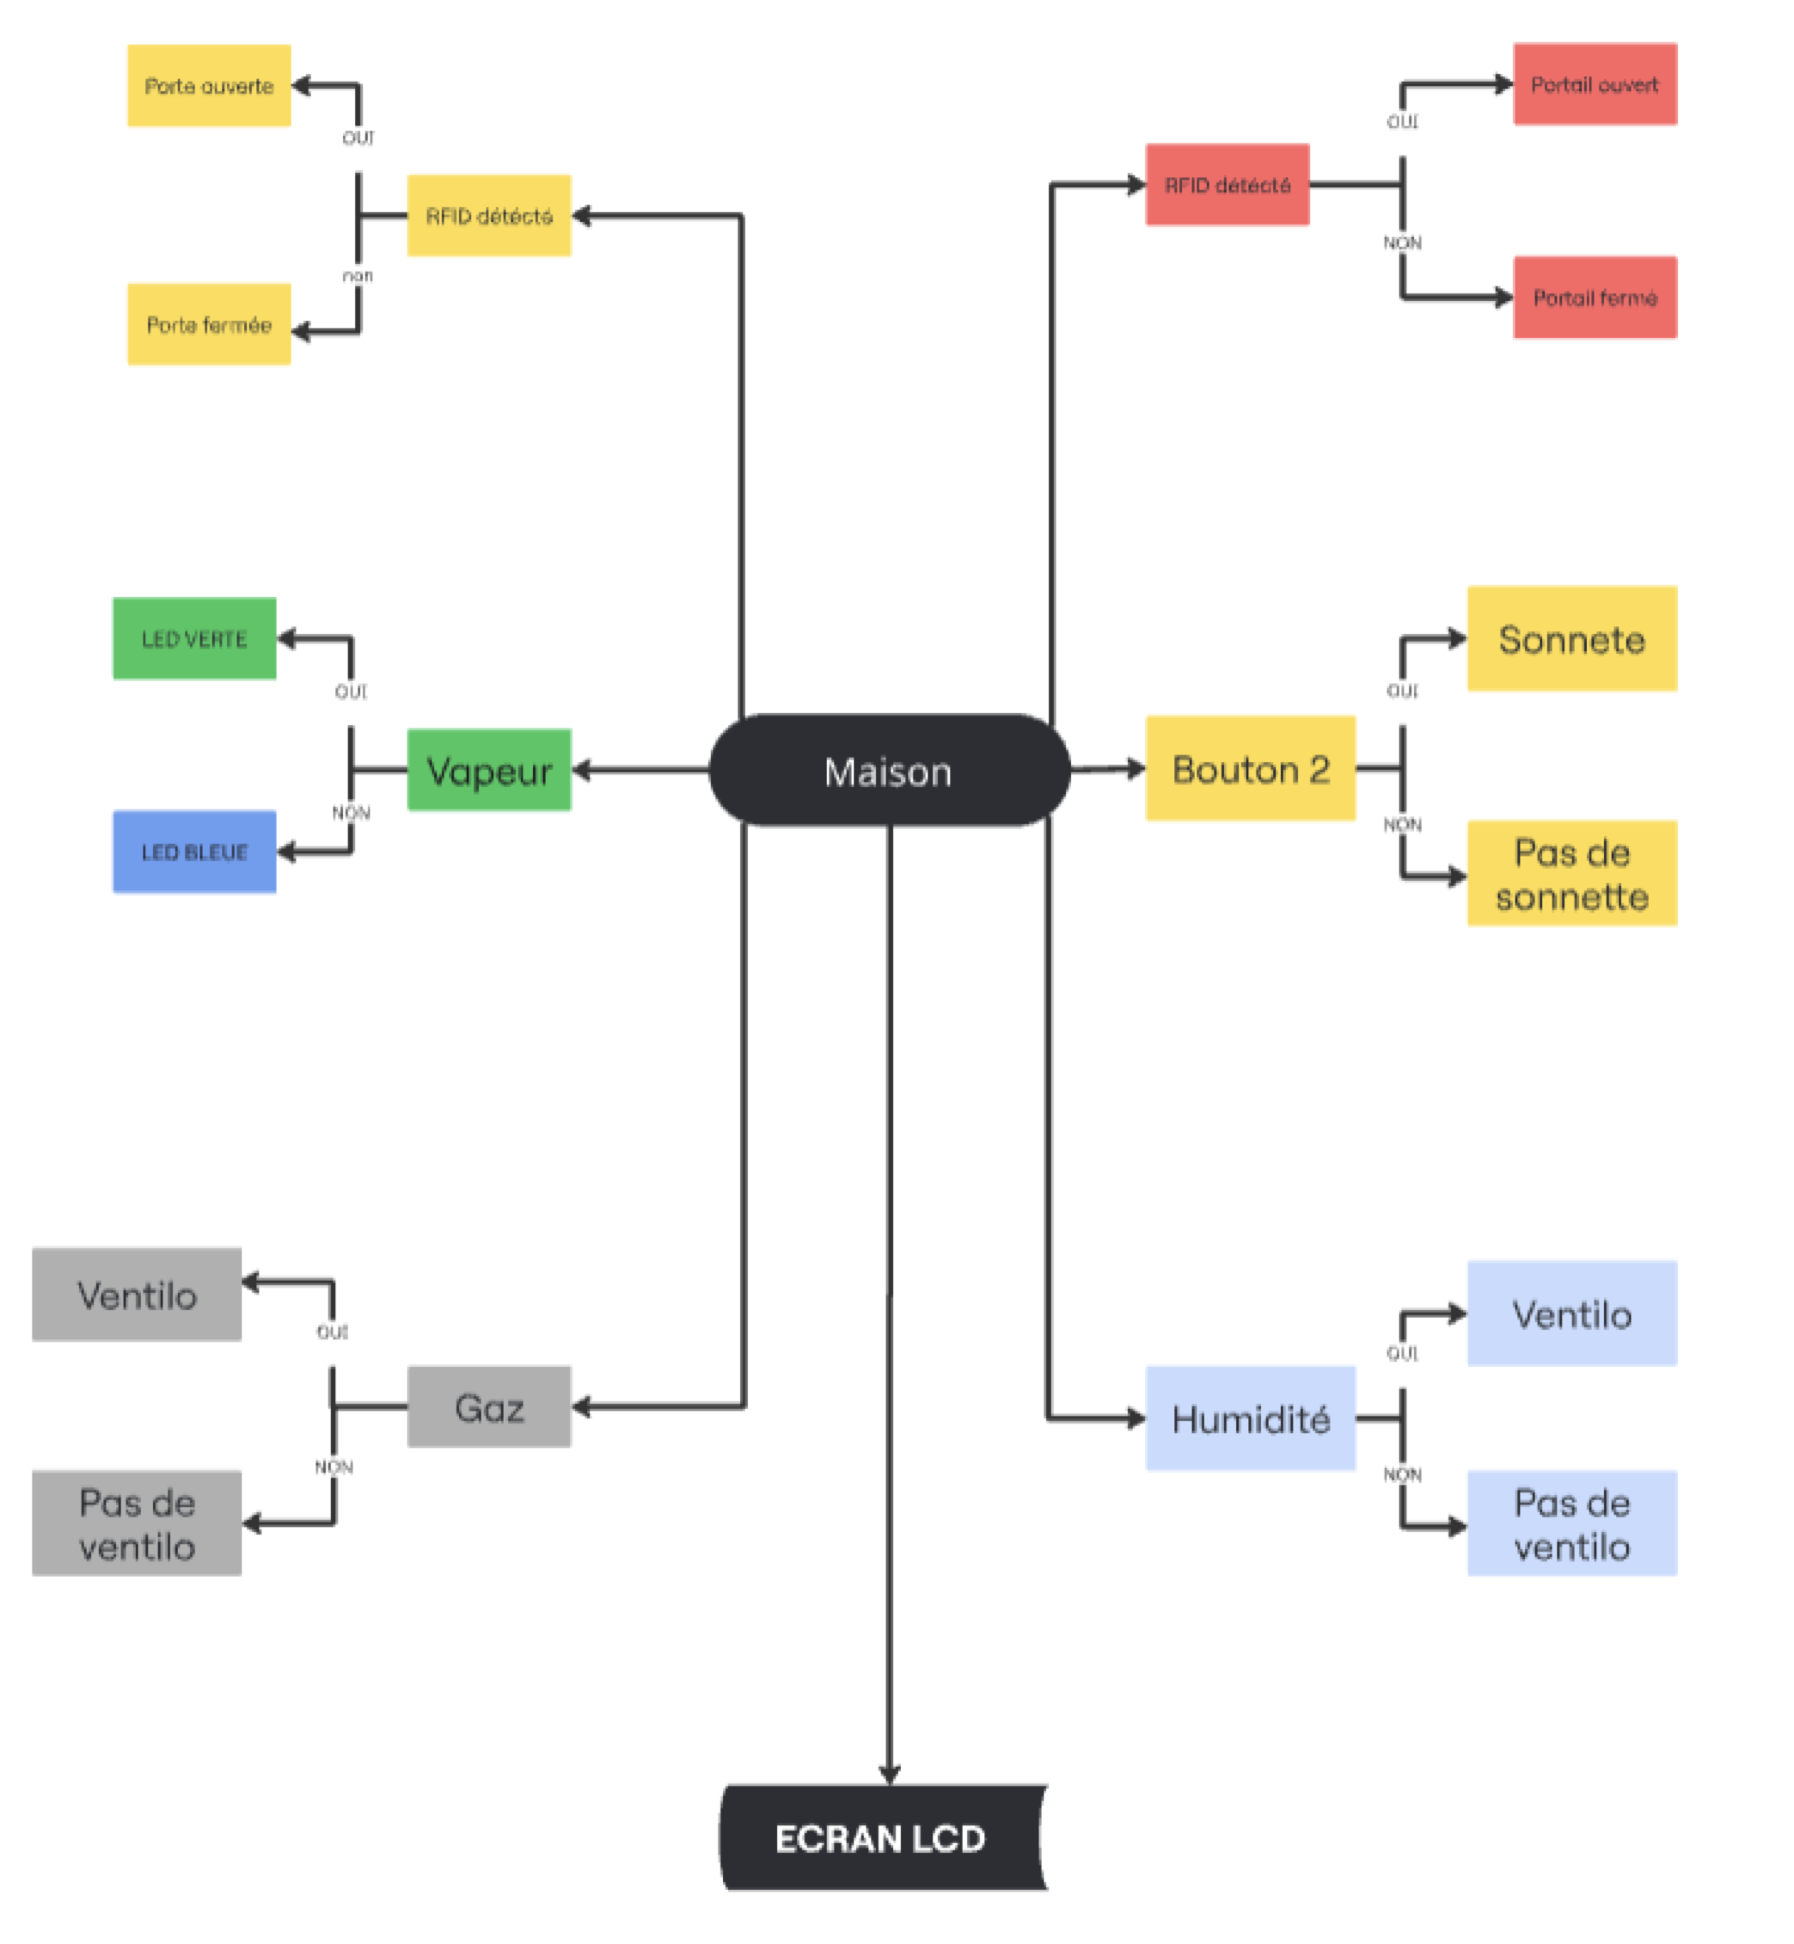 Porte ouverte
OUI
RFID détécté
non
Porte fermée
Portail ouvert
OUI
RFID détécté
NON
Portail fermé
LED VERTE
OUI
Vapeur
NON
LED BLEUE
Maison
Sonnete
OUI
Bouton 2
NON
Pas de
sonnette
Ventilo
OUI
Gaz
NON
Pas de
ventilo
Ventilo
OUI
Humidité
NON
Pas de
ventilo
ECRAN LCD